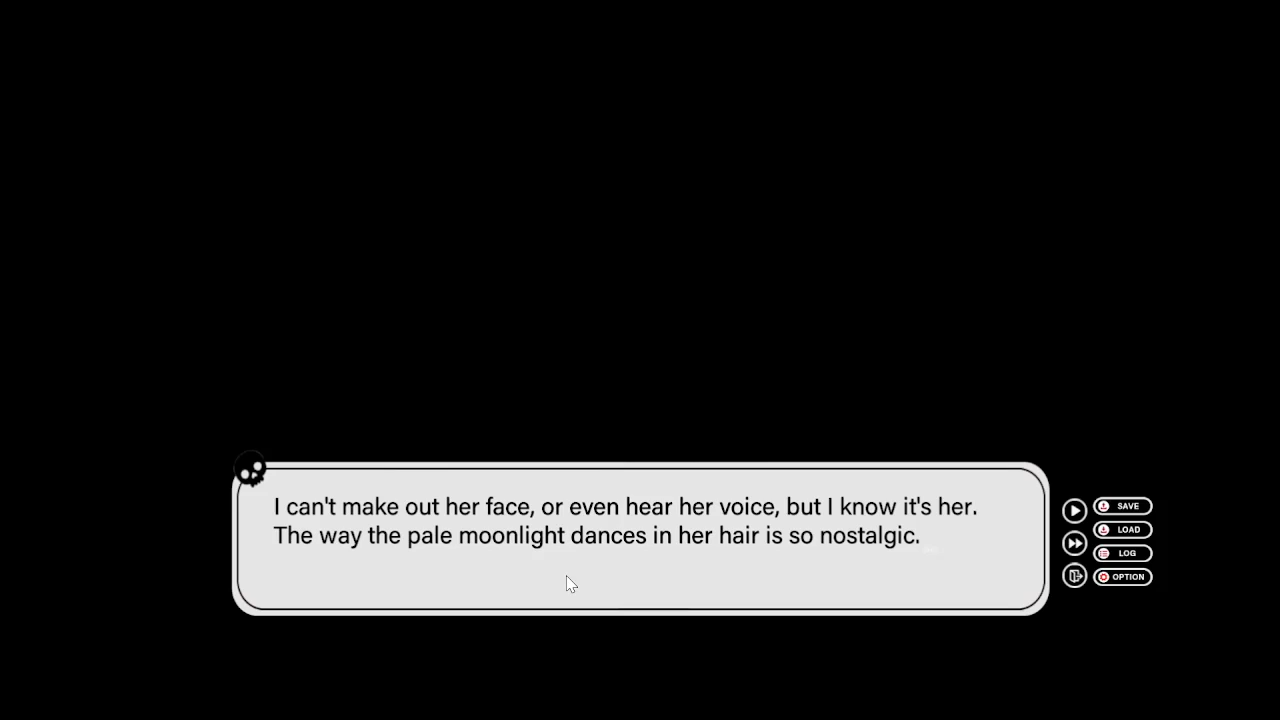 I can't make out her face, or even hear her voice, but I know it's her.
The way the pale moonlight dances in her hair is so nostalgic.
SAVE
LOAD
LOG
OPTION